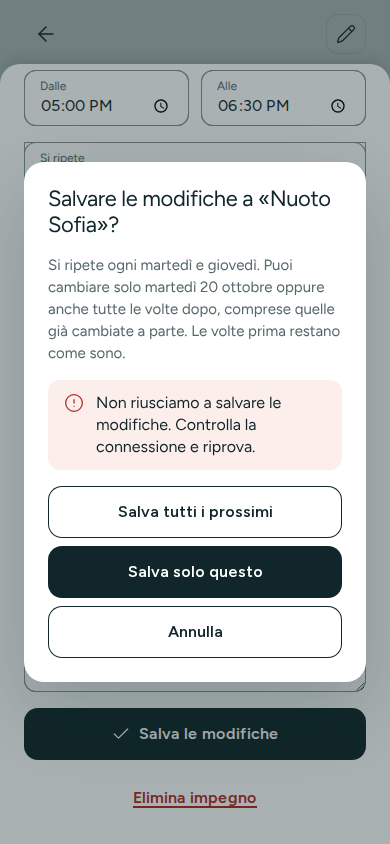 Dalle
Alle
05:00 PM
06:30 PM
Si ripete
Salvare le modifiche a «Nuoto
Sofia»?
Si ripete ogni martedì e giovedì. Puoi
cambiare solo martedì 20 ottobre oppure
anche tutte le volte dopo, comprese quelle
già cambiate a parte. Le volte prima restano
come sono.
Non riusciamo a salvare le
modifiche. Controlla la
connessione e riprova.
Salva tutti i prossimi
Salva solo questo
Annulla
Salva le modifiche
Elimina impegno